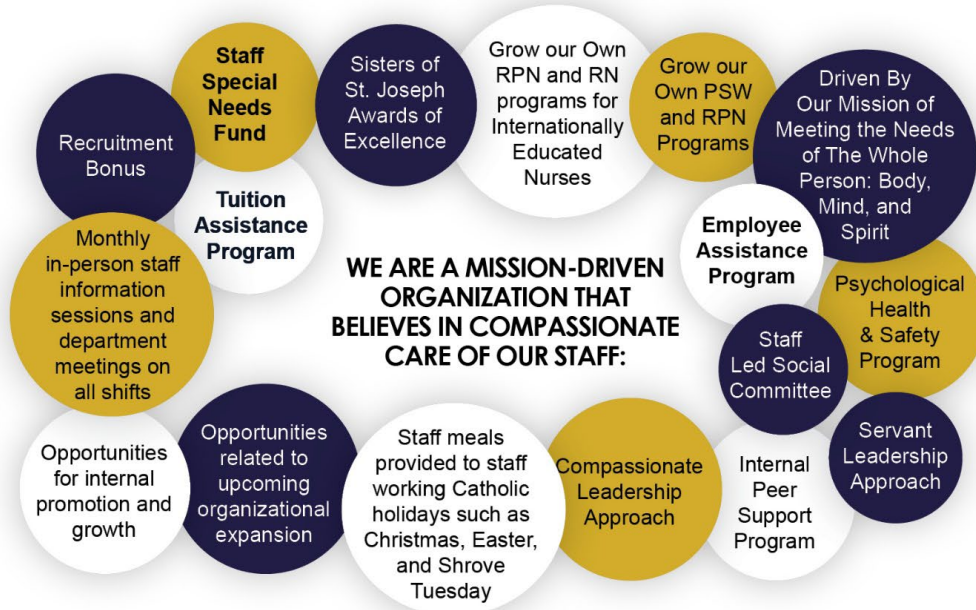 Staff
Special
Needs
Fund
Sisters of
St. Joseph
Awards of
Excellence
Grow our Own
RPN and RN
programs for
Internationally
Educated
Nurses
Grow our
Own PSW
and RPN
Programs
Driven By
Our Mission of
Meeting the Needs
of The Whole
Person: Body,
Mind, and
Spirit
Recruitment
Bonus
Tuition
Assistance
Program
Employee
Assistance
Program
Monthly
in-person staff
information
sessions and
department
meetings on
all shifts
WE ARE A MISSION-DRIVEN
ORGANIZATION THAT
BELIEVES IN COMPASSIONATE
CARE OF OUR STAFF:
Psychological
Health
& Safety
Program
Staff
Led Social
Committee
Opportunities
for internal
promotion and
growth
Opportunities
related to
upcoming
organizational
expansion
Staff meals
provided to staff
working Catholic
holidays such as
Christmas, Easter,
and Shrove
Tuesday
Compassionate
Leadership
Approach
Internal
Peer
Support
Program
Servant
Leadership
Approach